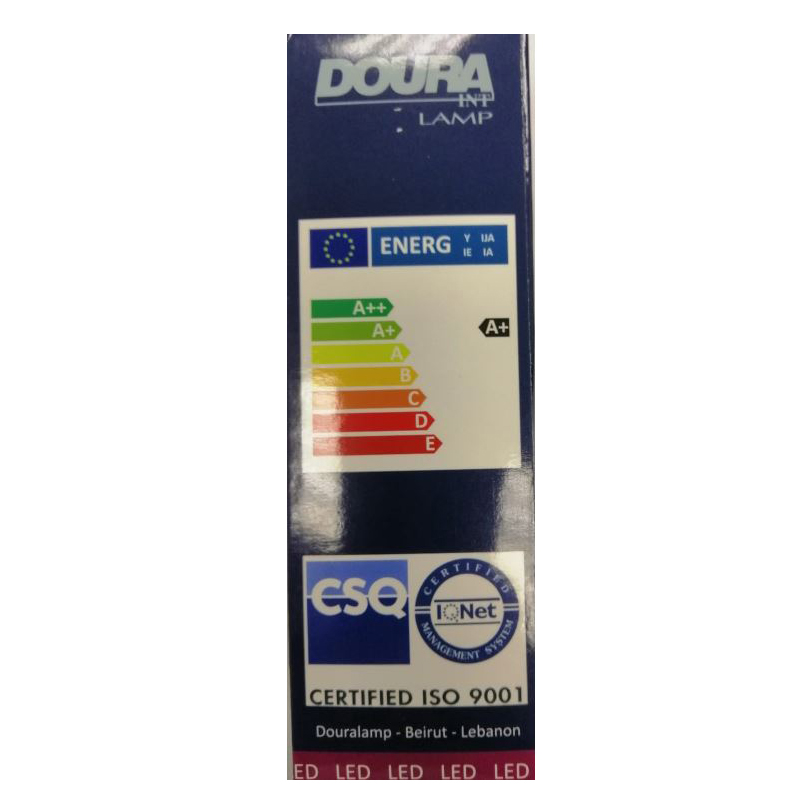 DOURA
INT
LAMP
ENERG Y IJA
IE IA
A++
A+ A+
A
B
C
D
E
CSQ
CERTIFIED
IQNet
MANAGEMENT SYSTEM
CERTIFIED ISO 9001
Douralamp - Beirut - Lebanon
ED LED LED LED LED